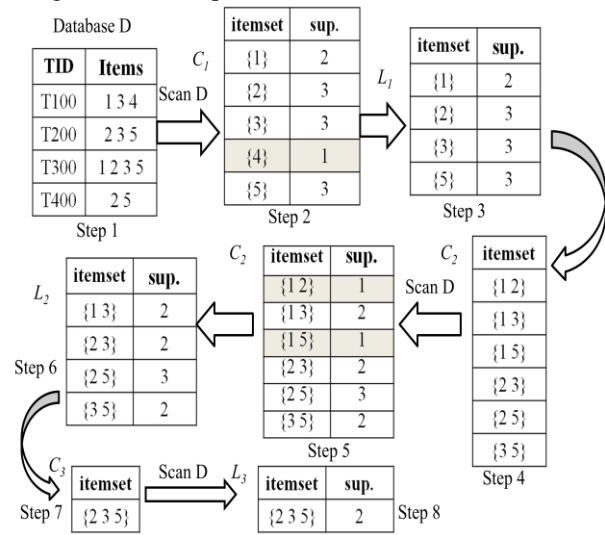 Database D
TID Items
T100 1 3 4
T200 2 3 5
T300 1 2 3 5
T400 2 5
Step 1
Scan D
C1
itemset sup.
{1} 2
{2} 3
{3} 3
{4} 1
{5} 3
Step 2
L1
itemset sup.
{1} 2
{2} 3
{3} 3
{5} 3
Step 3
C2
itemset
{1 2}
{1 3}
{1 5}
{2 3}
{2 5}
{3 5}
Step 4
Scan D
C2
itemset sup.
{1 2} 1
{1 3} 2
{1 5} 1
{2 3} 2
{2 5} 3
{3 5} 2
Step 5
L2
itemset sup.
{1 3} 2
{2 3} 2
{2 5} 3
{3 5} 2
Step 6
C3
itemset
{2 3 5}
Step 7
Scan D
L3
itemset sup.
{2 3 5} 2
Step 8